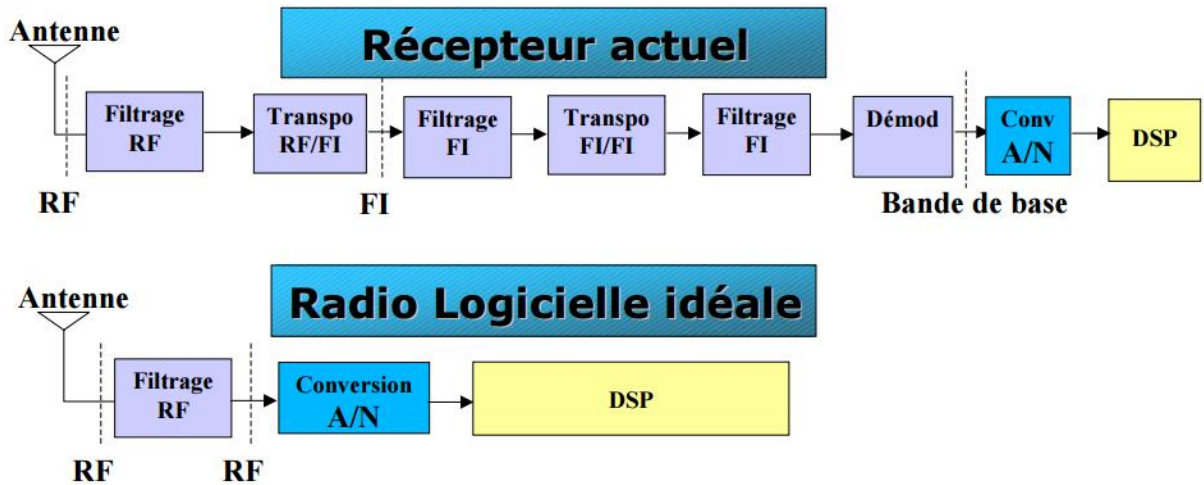 Antenne
Récepteur actuel
Filtrage
RF
Transpo
RF/FI
Filtrage
FI
Transpo
FI/FI
Filtrage
FI
Démod
Conv
A/N
DSP
RF
FI
Bande de base
Antenne
Radio Logicielle idéale
Filtrage
RF
Conversion
A/N
DSP
RF
RF